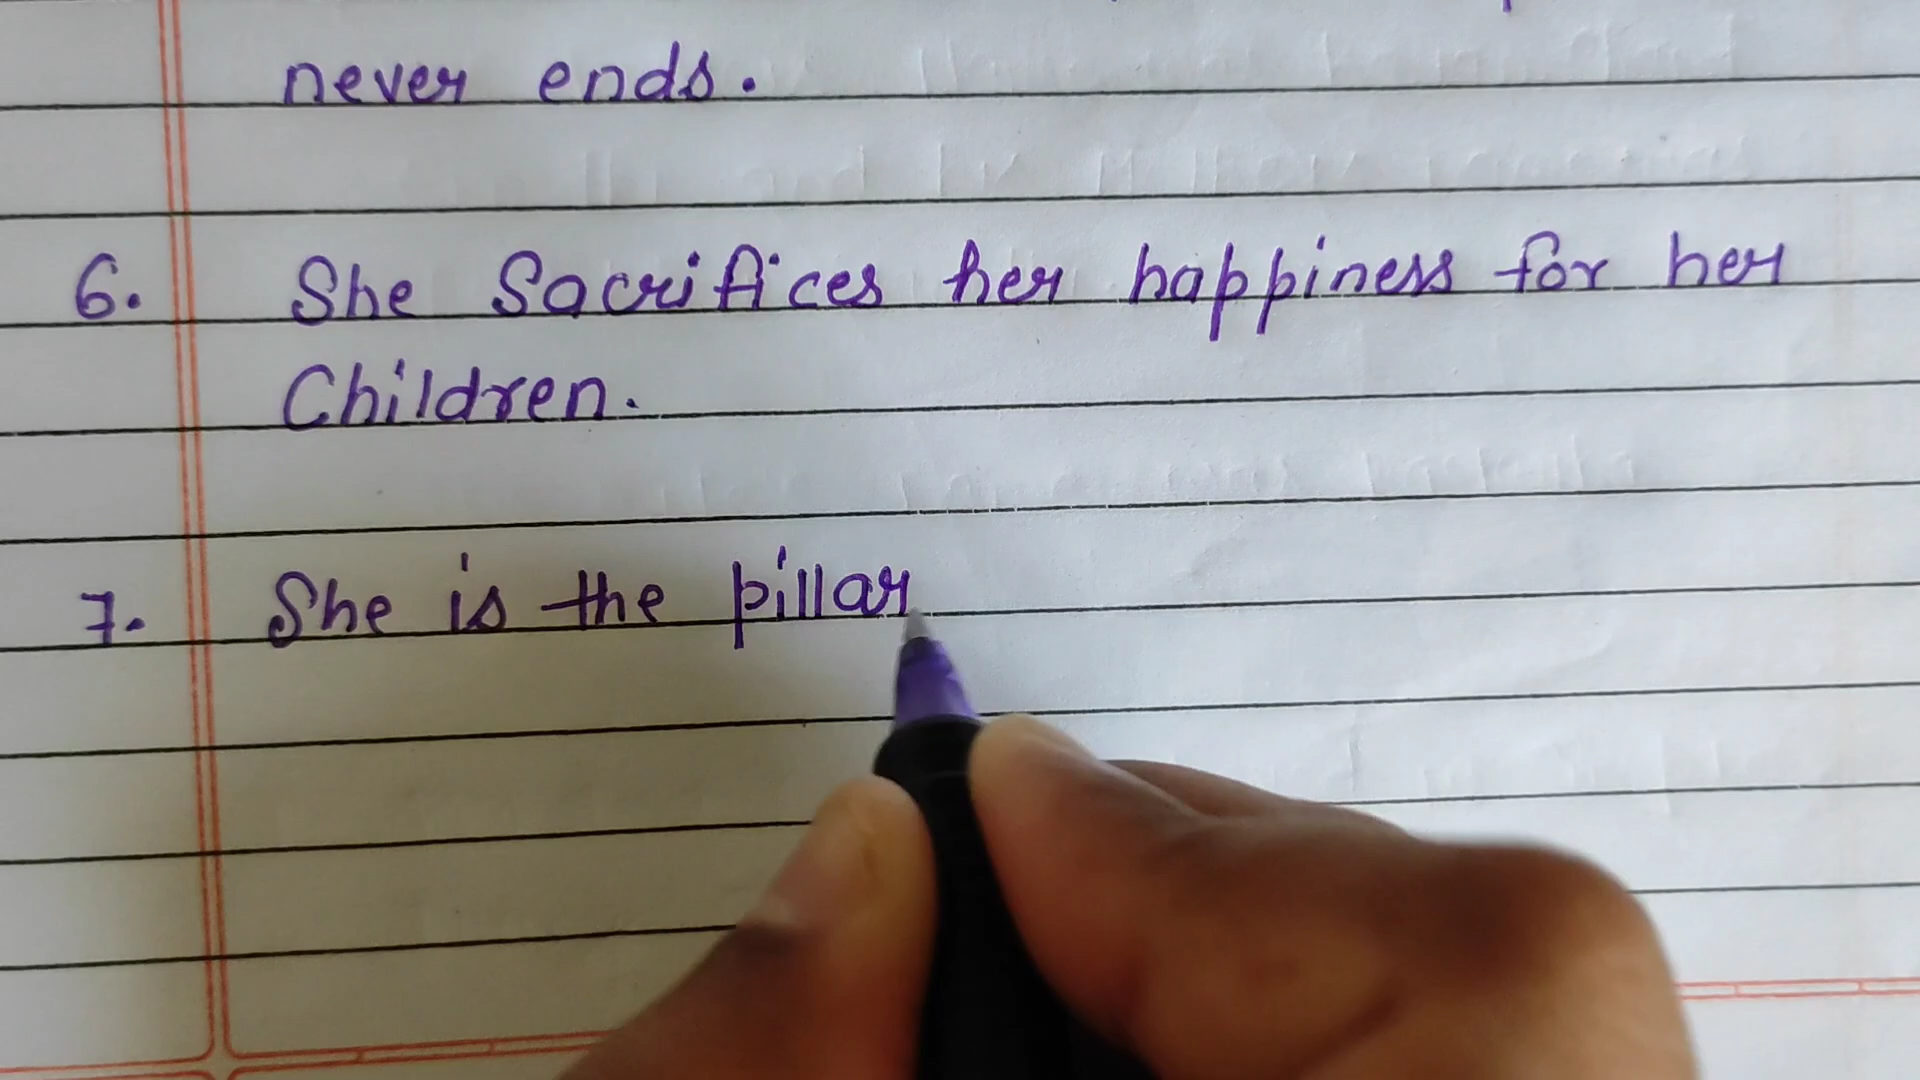 never ends.
6. She Sacrifices her happiness for her
Children.
7. She is the pillar